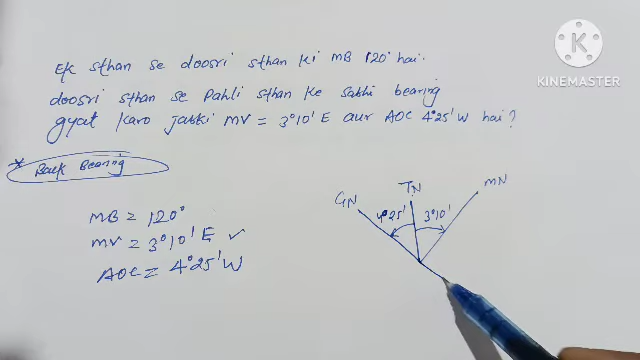 Ek sthan se doosri sthan ki MB 120° hai.
doosri sthan se Pahli sthan ke sabhi bearing
gyat karo jabki MV = 3°10' E aur AOC 4°25' W hai?
* Back Bearing
MB = 120°
MV = 3°10' E ✓
AOC = 4°25' W
GN TN MN
4°25' 3°10'
K
KINEMASTER